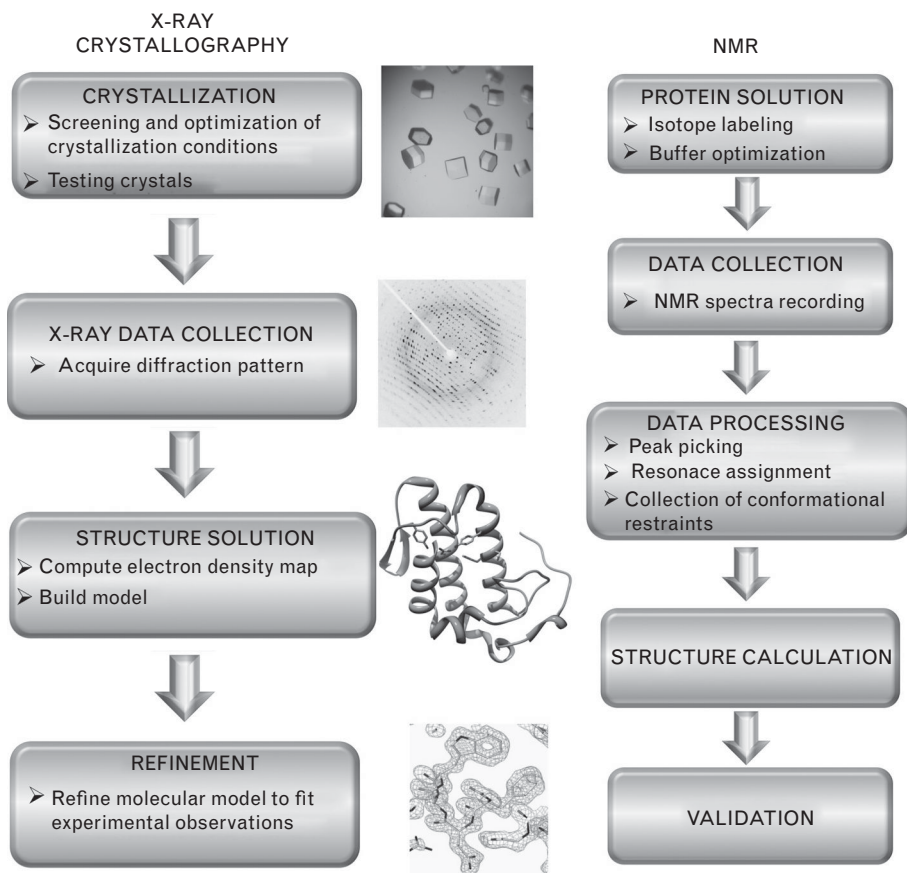 X-RAY
CRYSTALLOGRAPHY
CRYSTALLIZATION
➢ Screening and optimization of
crystallization conditions
➢ Testing crystals
X-RAY DATA COLLECTION
➢ Acquire diffraction pattern
STRUCTURE SOLUTION
➢ Compute electron density map
➢ Build model
REFINEMENT
➢ Refine molecular model to fit
experimental observations
NMR
PROTEIN SOLUTION
➢ Isotope labeling
➢ Buffer optimization
DATA COLLECTION
➢ NMR spectra recording
DATA PROCESSING
➢ Peak picking
➢ Resonace assignment
➢ Collection of conformational
restraints
STRUCTURE CALCULATION
VALIDATION